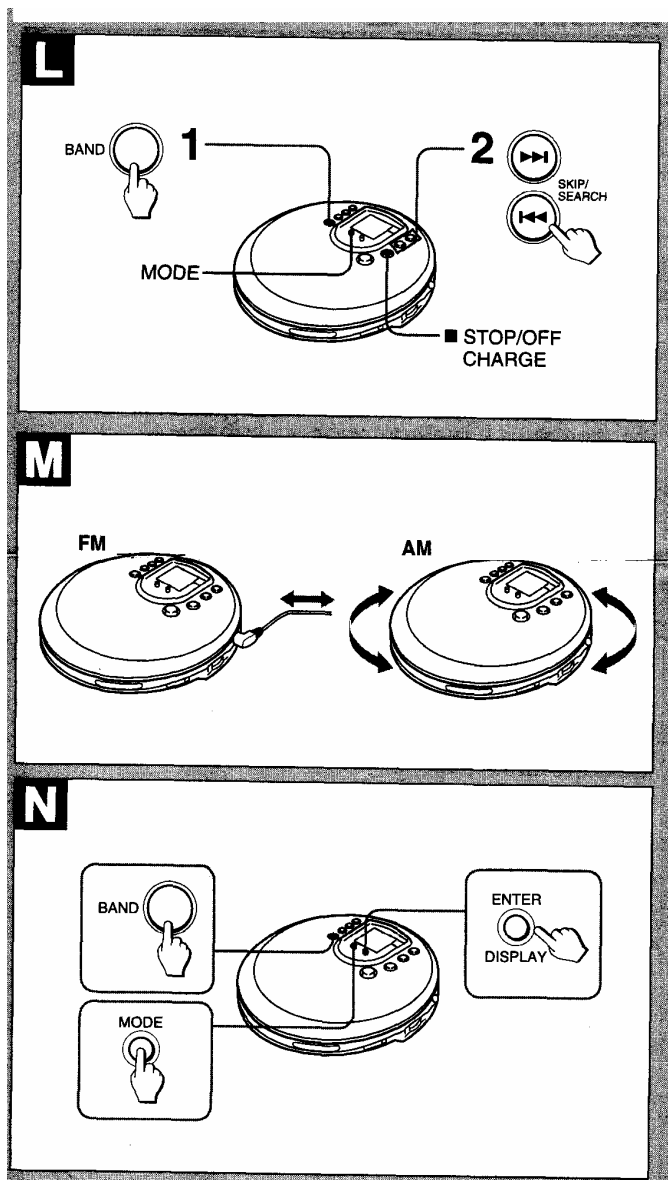 L
BAND
1
2
SKIP/
SEARCH
MODE
■ STOP/OFF
CHARGE
M
FM
AM
N
BAND
MODE
ENTER
DISPLAY